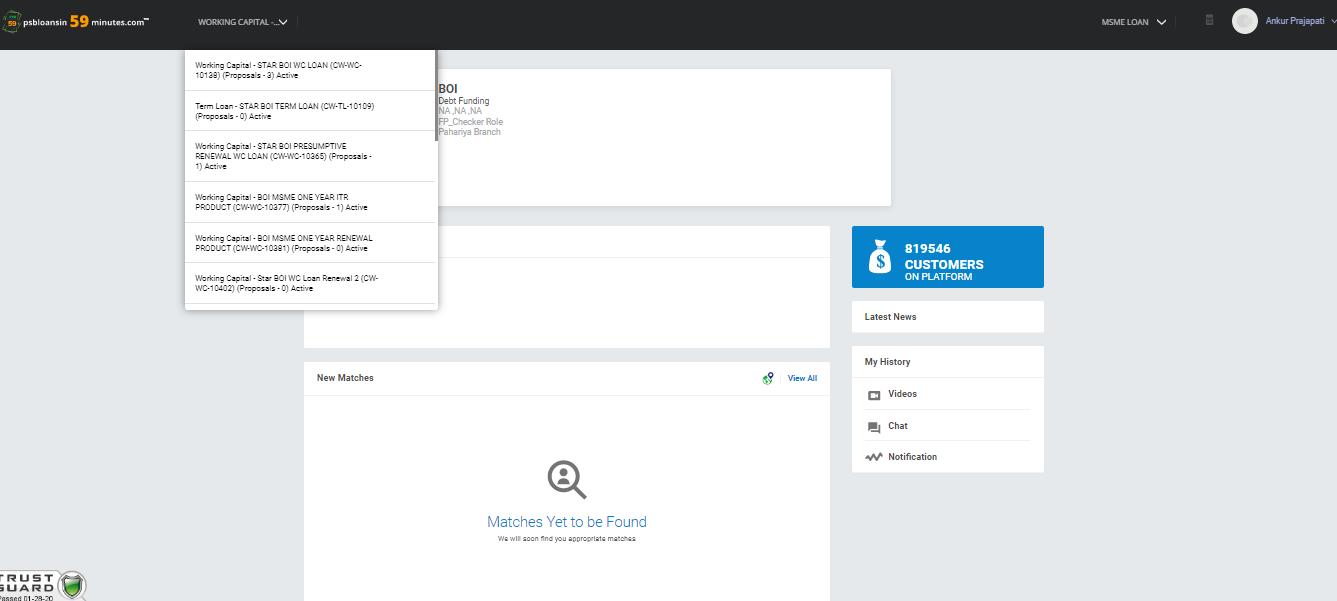 psbloansin 59 minutes.com™
WORKING CAPITAL -...
MSME LOAN
Ankur Prajapati
Working Capital - STAR BOI WC LOAN (CW-WC-
10138) (Proposals - 3) Active
Term Loan - STAR BOI TERM LOAN (CW-TL-10109)
(Proposals - 0) Active
Working Capital - STAR BOI PRESUMPTIVE
RENEWAL WC LOAN (CW-WC-10365) (Proposals -
1) Active
Working Capital - BOI MSME ONE YEAR ITR
PRODUCT (CW-WC-10377) (Proposals - 1) Active
Working Capital - BOI MSME ONE YEAR RENEWAL
PRODUCT (CW-WC-10381) (Proposals - 0) Active
Working Capital - Star BOI WC Loan Renewal 2 (CW-
WC-10402) (Proposals - 0) Active
BOI
Debt Funding
NA ,NA ,NA
FP_Checker Role
Pahariya Branch
819546
CUSTOMERS
ON PLATFORM
Latest News
My History
Videos
Chat
Notification
New Matches
View All
Matches Yet to be Found
We will soon find you appropriate matches
TRUST
GUARD
Passed 01-28-20